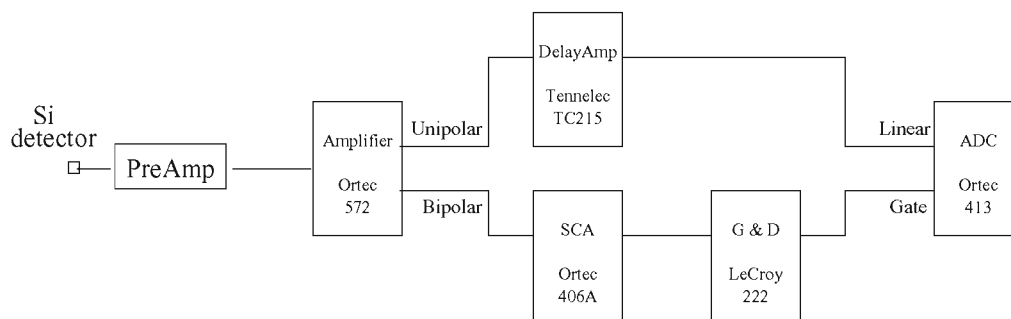 Si
detector
PreAmp
Amplifier
Ortec
572
Unipolar
Bipolar
DelayAmp
Tennelec
TC215
SCA
Ortec
406A
G & D
LeCroy
222
Linear
Gate
ADC
Ortec
413